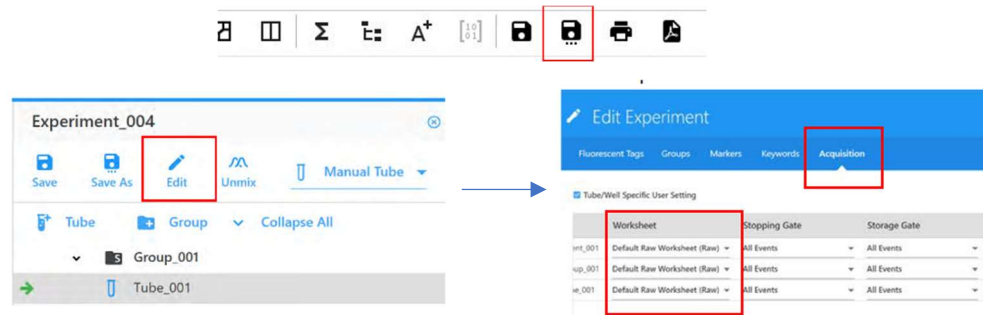 Σ A+ [10 01]
Experiment_004
Save Save As Edit Unmix Manual Tube
Tube Group Collapse All
S Group_001
Tube_001
Edit Experiment
Fluorescent Tags Groups Markers Keywords Acquisition
Tube/Well Specific User Setting
Worksheet Stopping Gate Storage Gate
ent_001 Default Raw Worksheet (Raw) All Events All Events
up_001 Default Raw Worksheet (Raw) All Events All Events
e_001 Default Raw Worksheet (Raw) All Events All Events